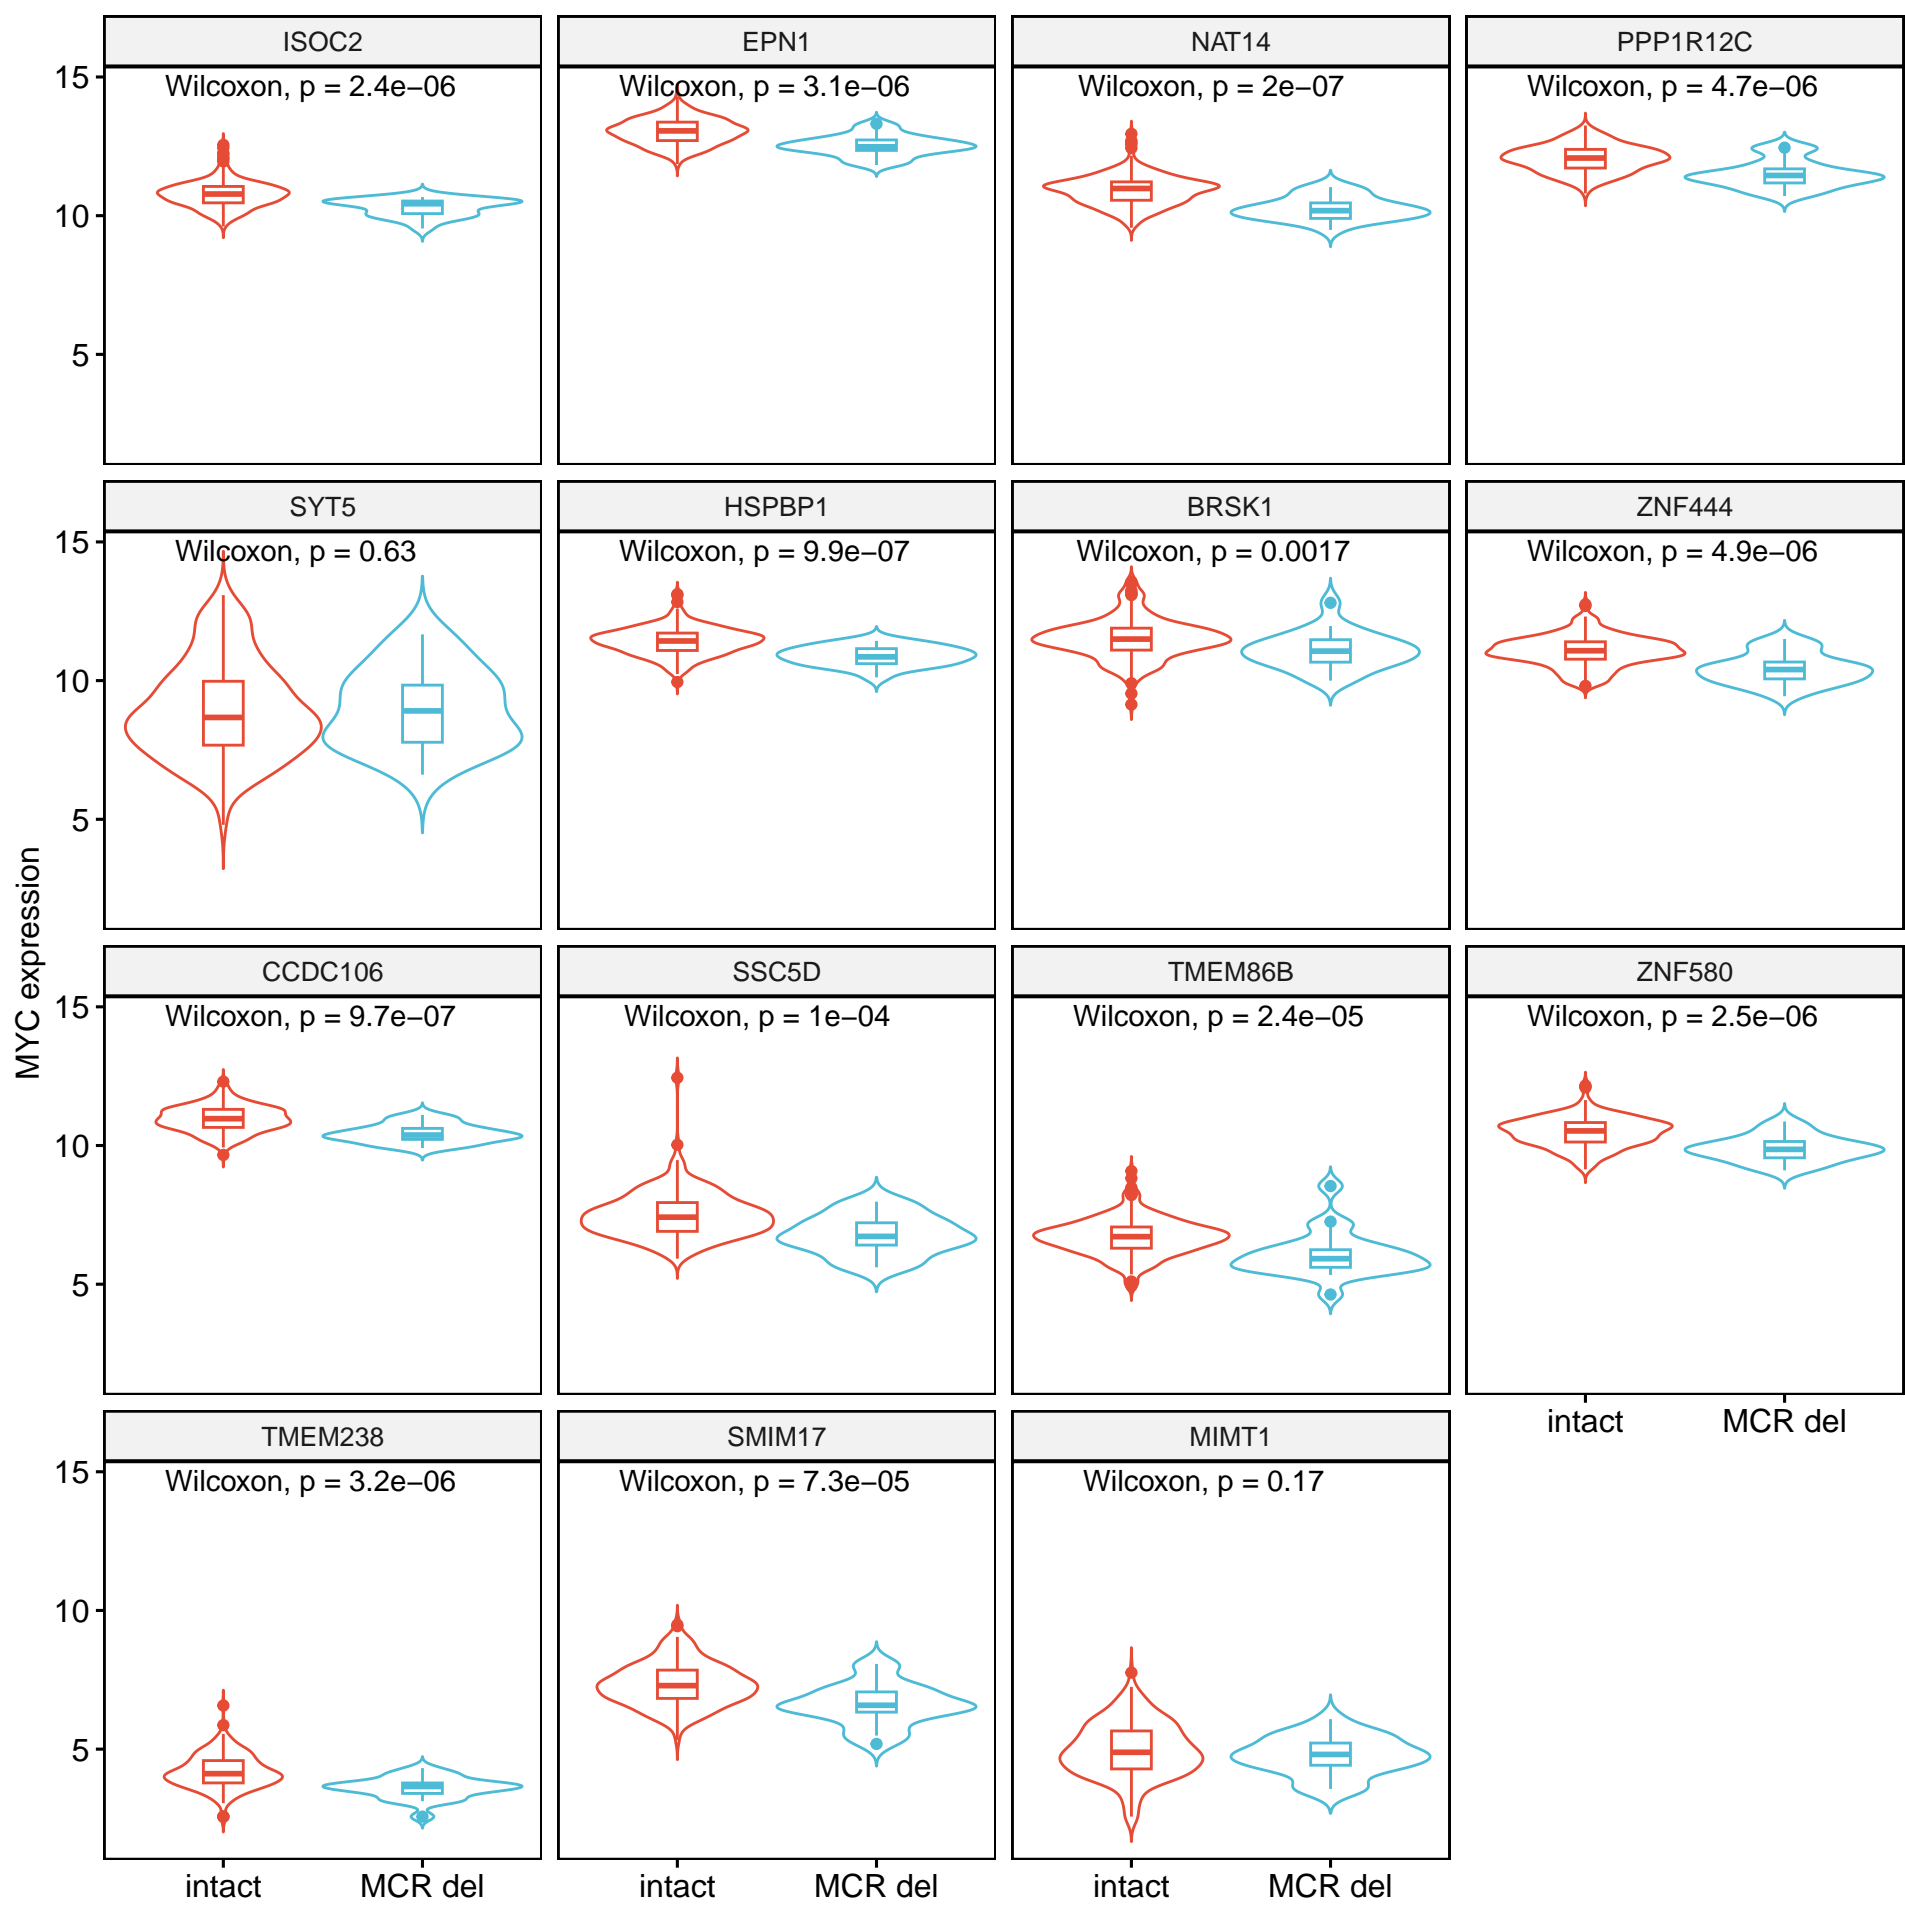 ISOC2
EPN1
NAT14
PPP1R12C
Wilcoxon, p = 2.4e−06
Wilcoxon, p = 3.1e−06
Wilcoxon, p = 2e−07
Wilcoxon, p = 4.7e−06
15
10
5
SYT5
HSPBP1
BRSK1
ZNF444
Wilcoxon, p = 0.63
Wilcoxon, p = 9.9e−07
Wilcoxon, p = 0.0017
Wilcoxon, p = 4.9e−06
15
10
5
MYC expression
CCDC106
SSC5D
TMEM86B
ZNF580
Wilcoxon, p = 9.7e−07
Wilcoxon, p = 1e−04
Wilcoxon, p = 2.4e−05
Wilcoxon, p = 2.5e−06
15
10
5
intact
MCR del
TMEM238
SMIM17
MIMT1
Wilcoxon, p = 3.2e−06
Wilcoxon, p = 7.3e−05
Wilcoxon, p = 0.17
15
10
5
intact
MCR del
intact
MCR del
intact
MCR del